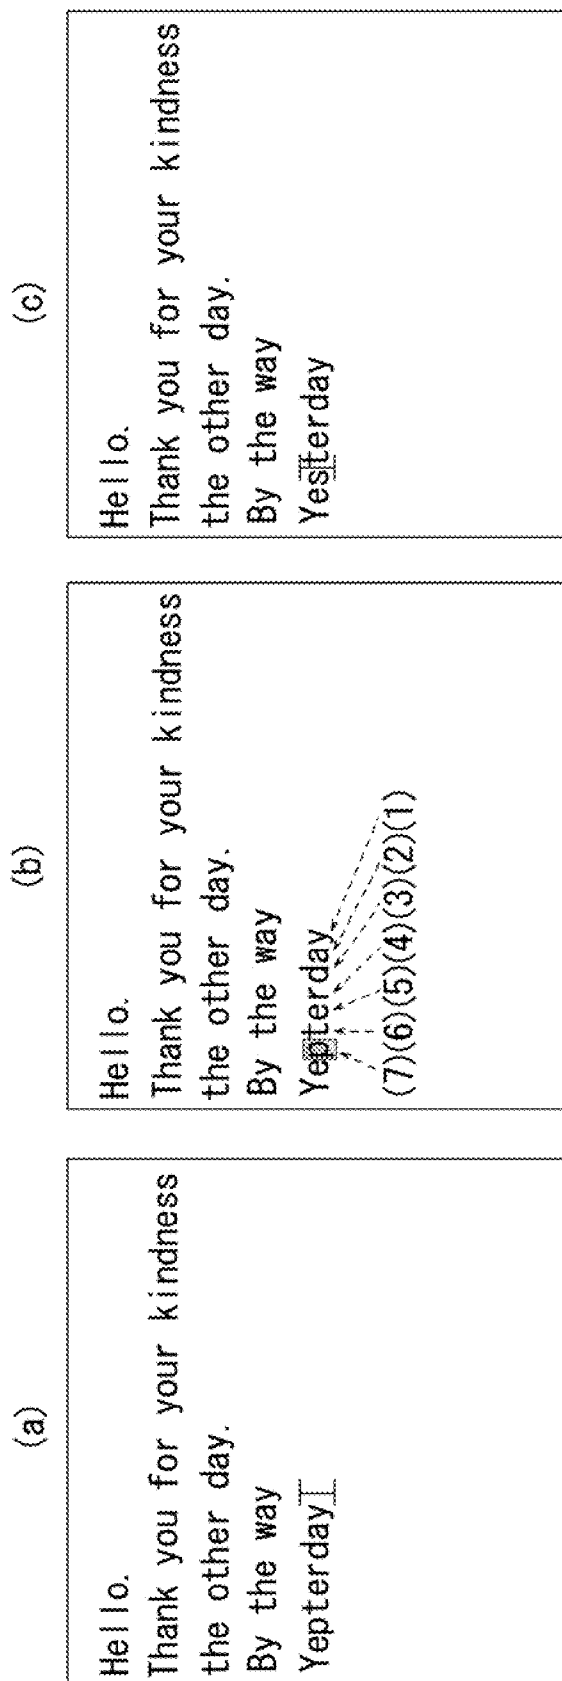 (a)
Hello.
Thank you for your kindness
the other day.
By the way
Yepterday
(b)
Hello.
Thank you for your kindness
the other day.
By the way
Yepterday
(7)(6)(5)(4)(3)(2)(1)
(c)
Hello.
Thank you for your kindness
the other day.
By the way
Yesterday